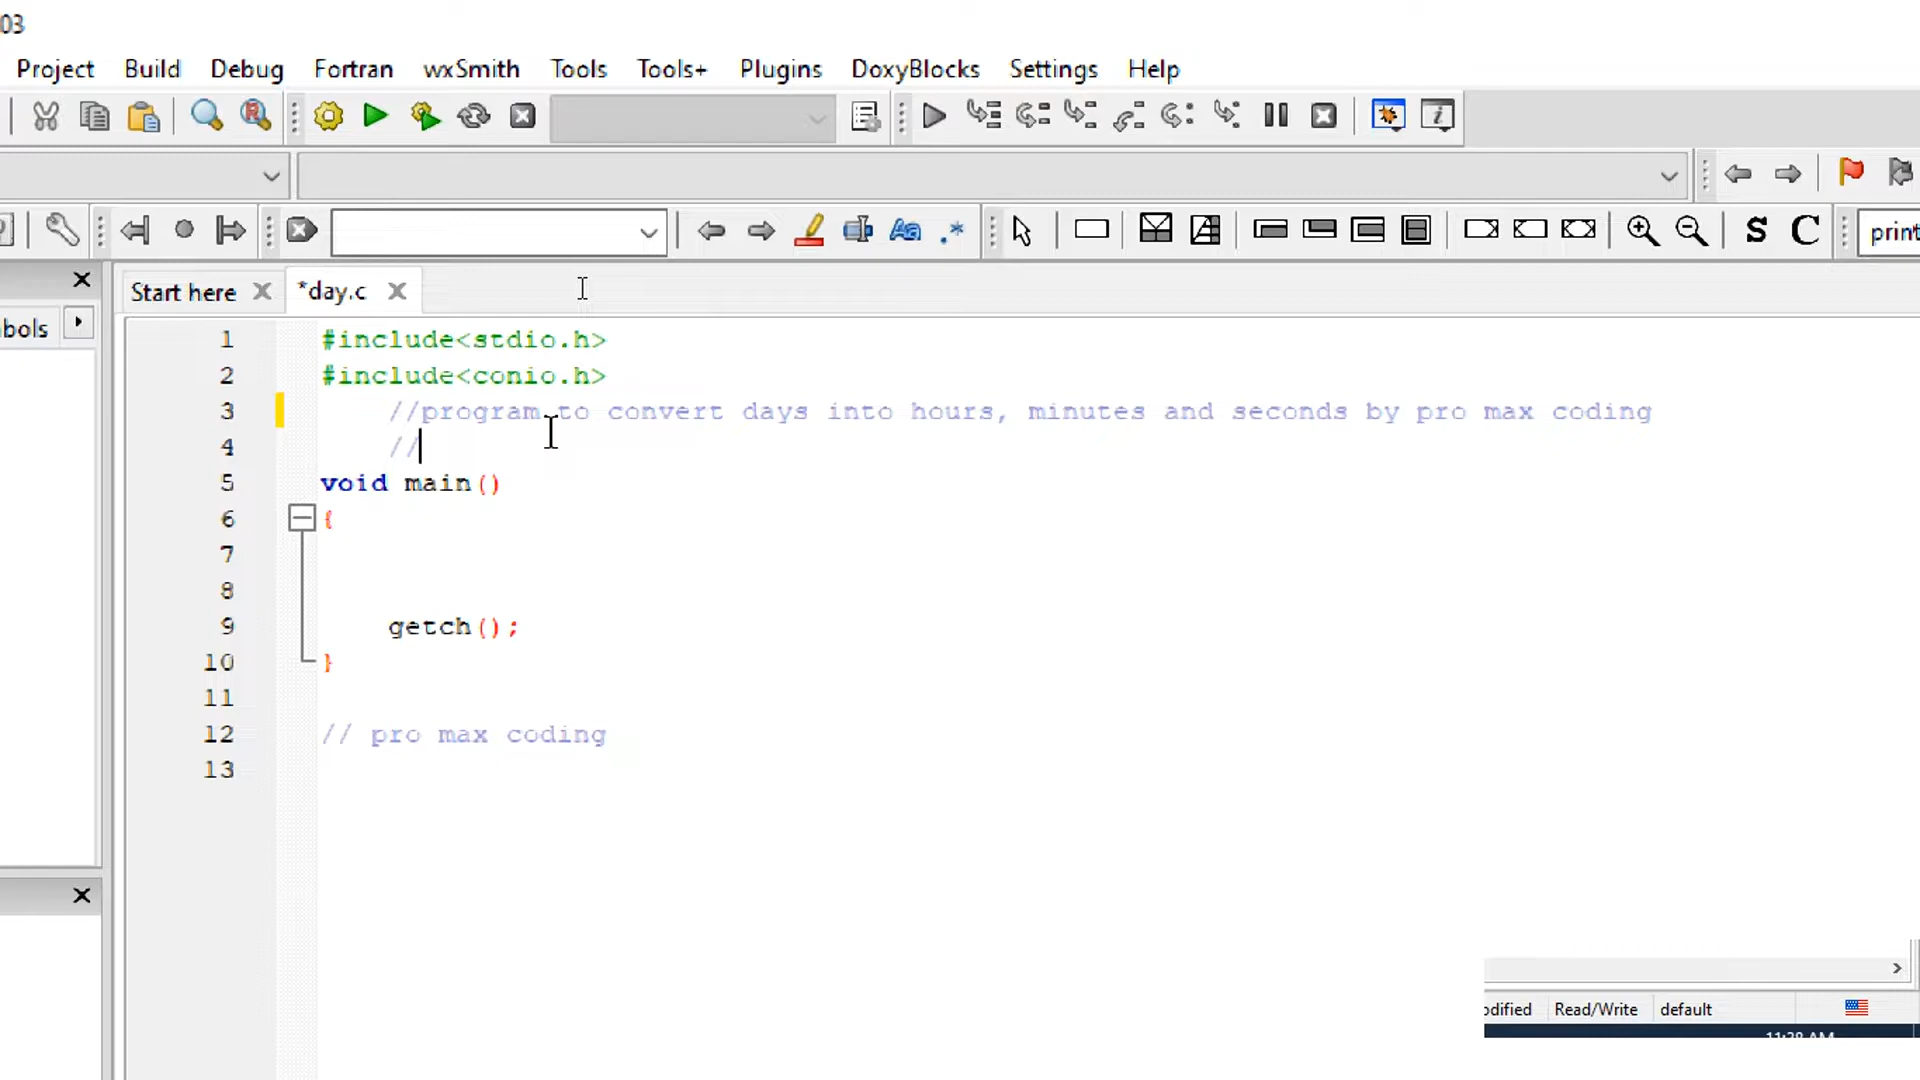 03
Project Build Debug Fortran wxSmith Tools Tools+ Plugins DoxyBlocks Settings Help
S C print
Start here *day.c
bols
1 #include<stdio.h>
2 #include<conio.h>
3 //program to convert days into hours, minutes and seconds by pro max coding
4 //
5 void main()
6 {
7
8
9 getch();
10 }
11
12 // pro max coding
13
odified Read/Write default
11:28 AM